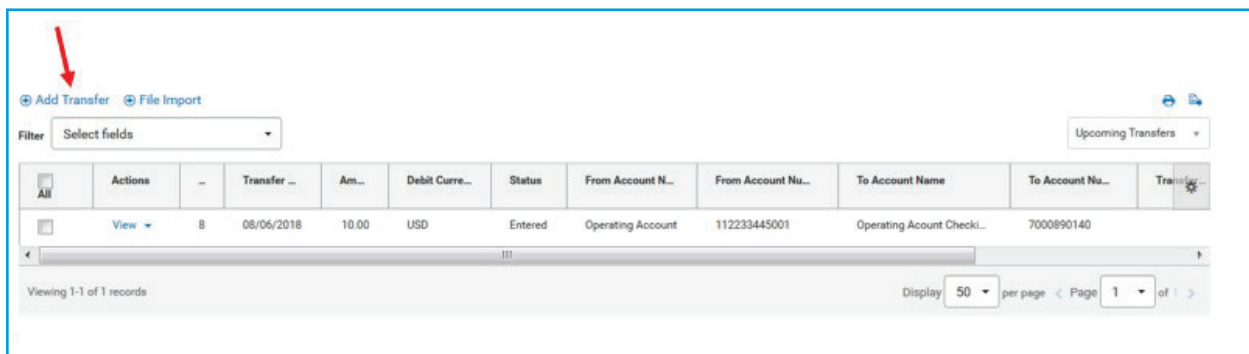 Add Transfer File Import
Filter Select fields Upcoming Transfers
All Actions ... Transfer ... Am... Debit Curre... Status From Account N... From Account Nu... To Account Name To Account Nu... Transfer...
View 8 08/06/2018 10.00 USD Entered Operating Account 112233445001 Operating Acount Checki... 7000890140
Viewing 1-1 of 1 records Display 50 per page < Page 1 of 1 >